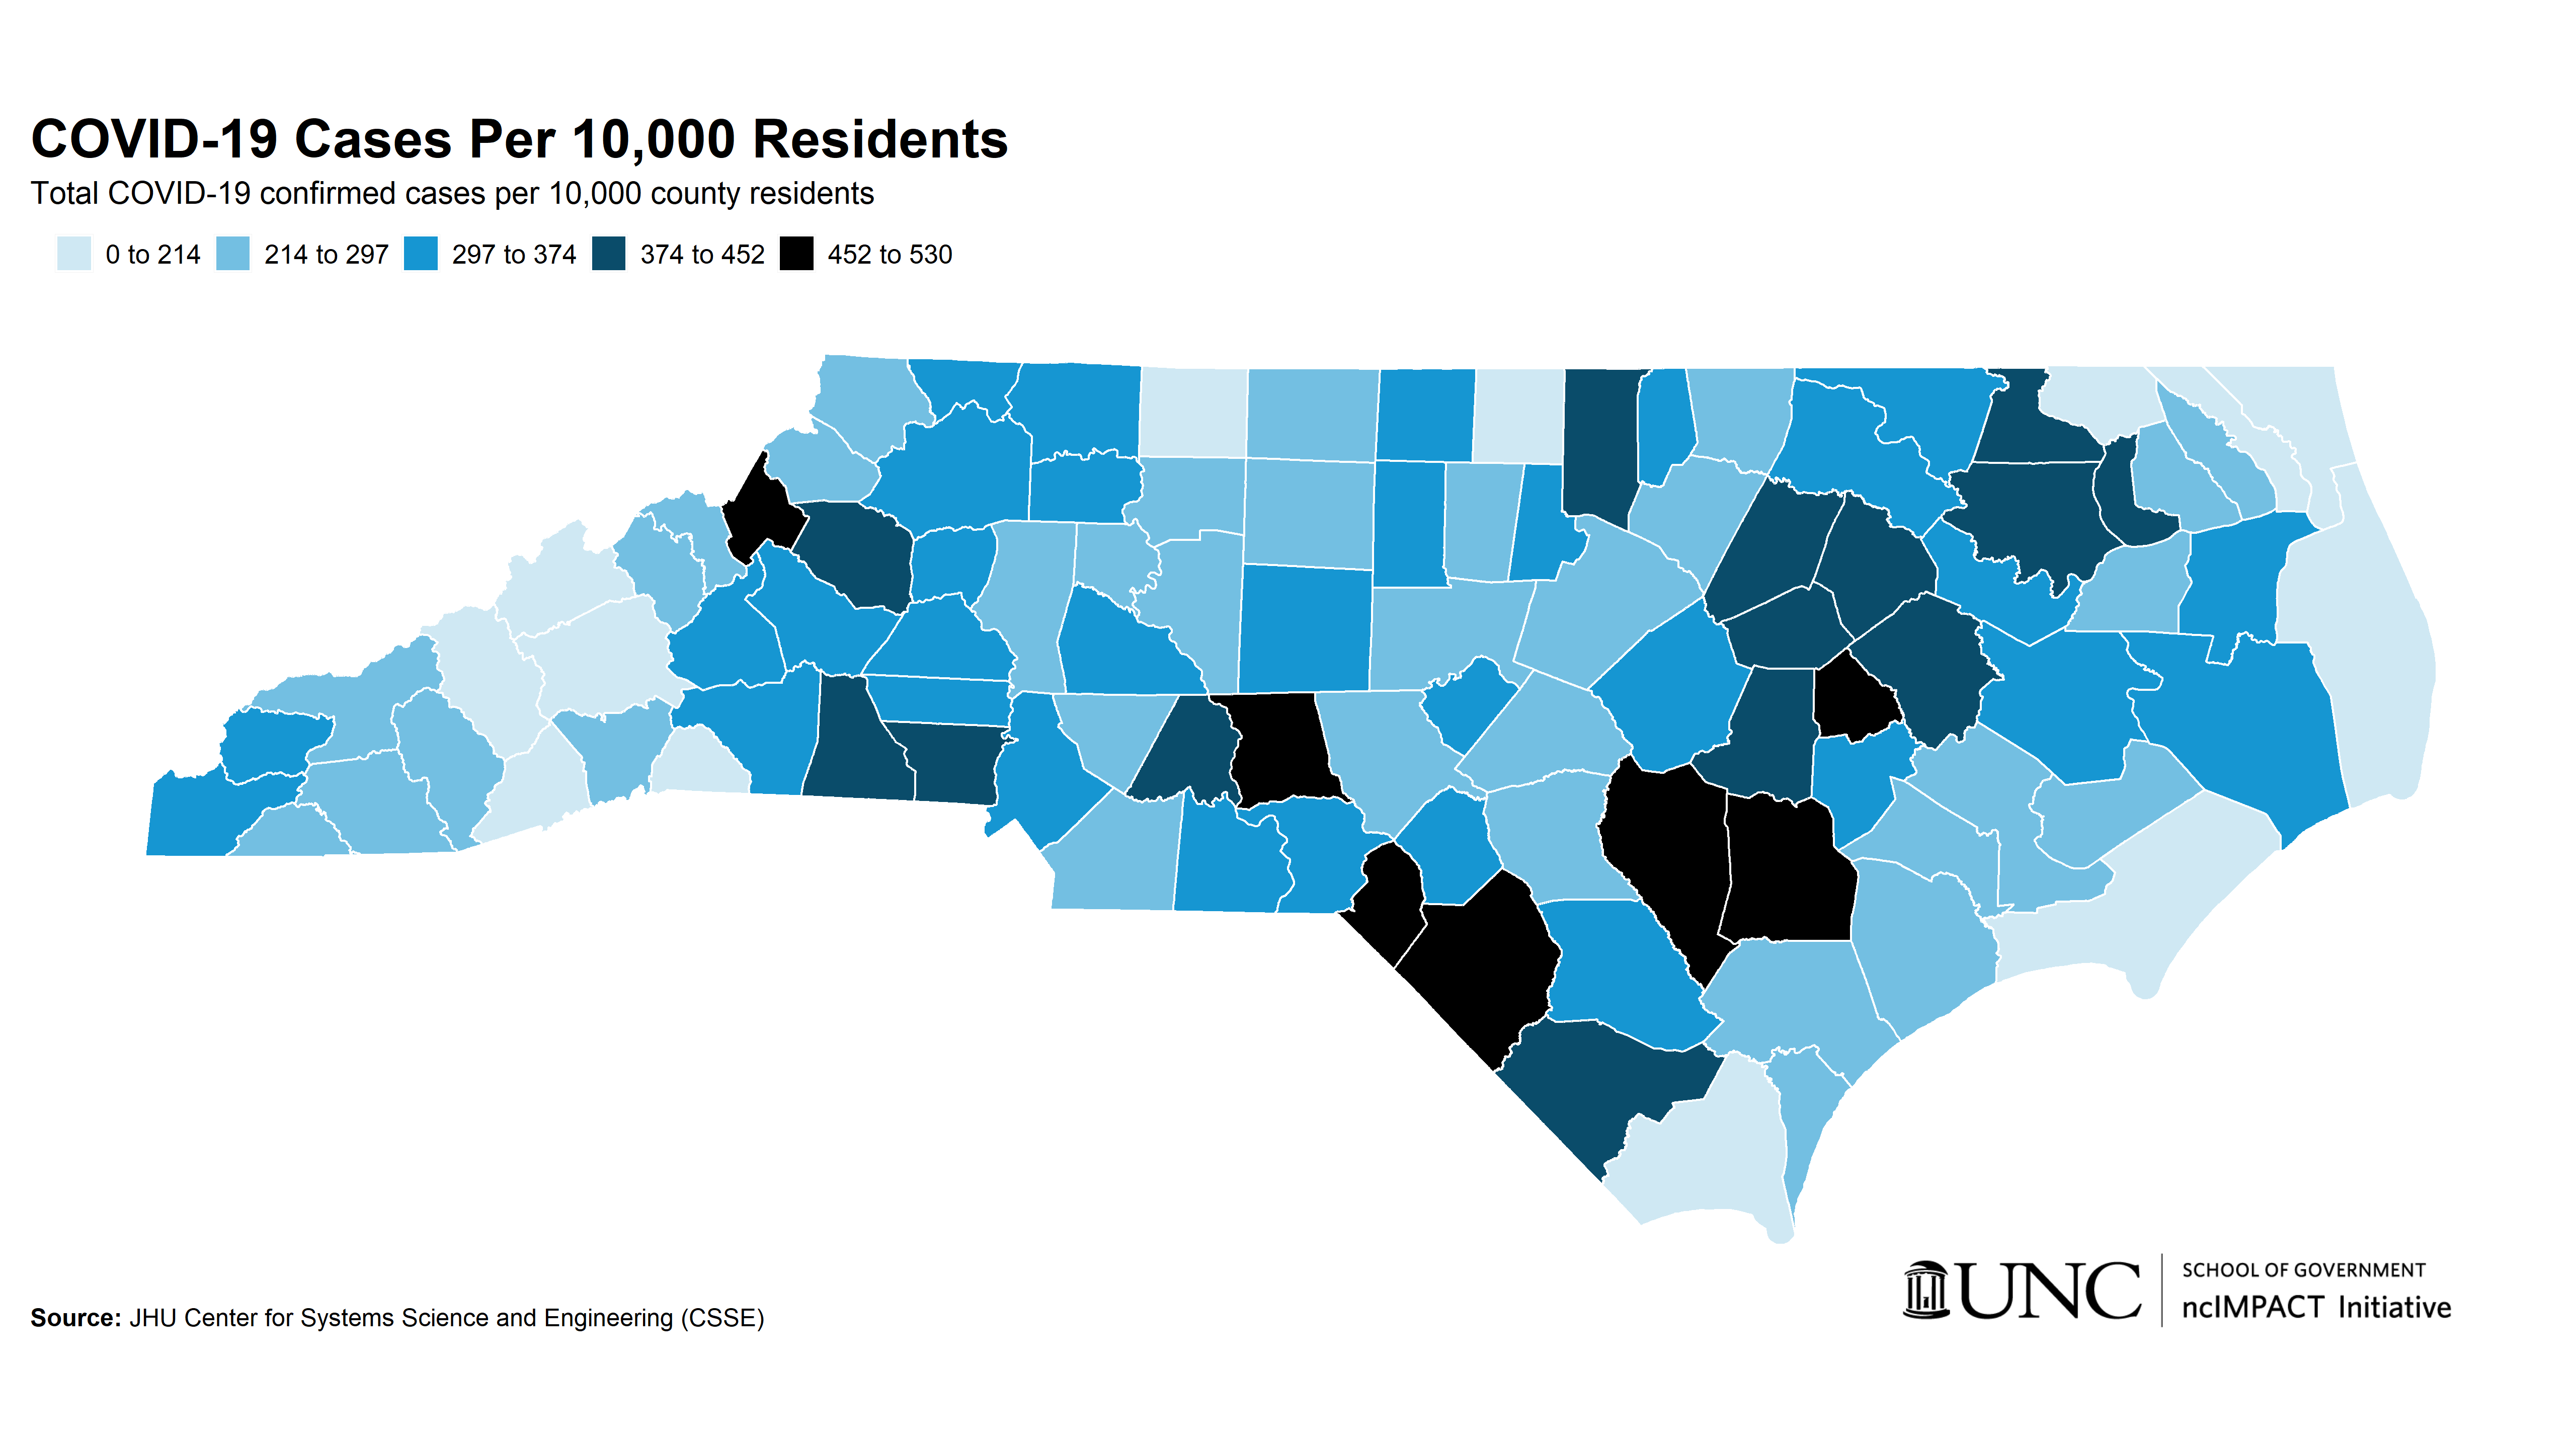 COVID-19 Cases Per 10,000 Residents
Total COVID-19 confirmed cases per 10,000 county residents
0 to 214 214 to 297 297 to 374 374 to 452 452 to 530
UNC SCHOOL OF GOVERNMENT
ncIMPACT Initiative
Source: JHU Center for Systems Science and Engineering (CSSE)